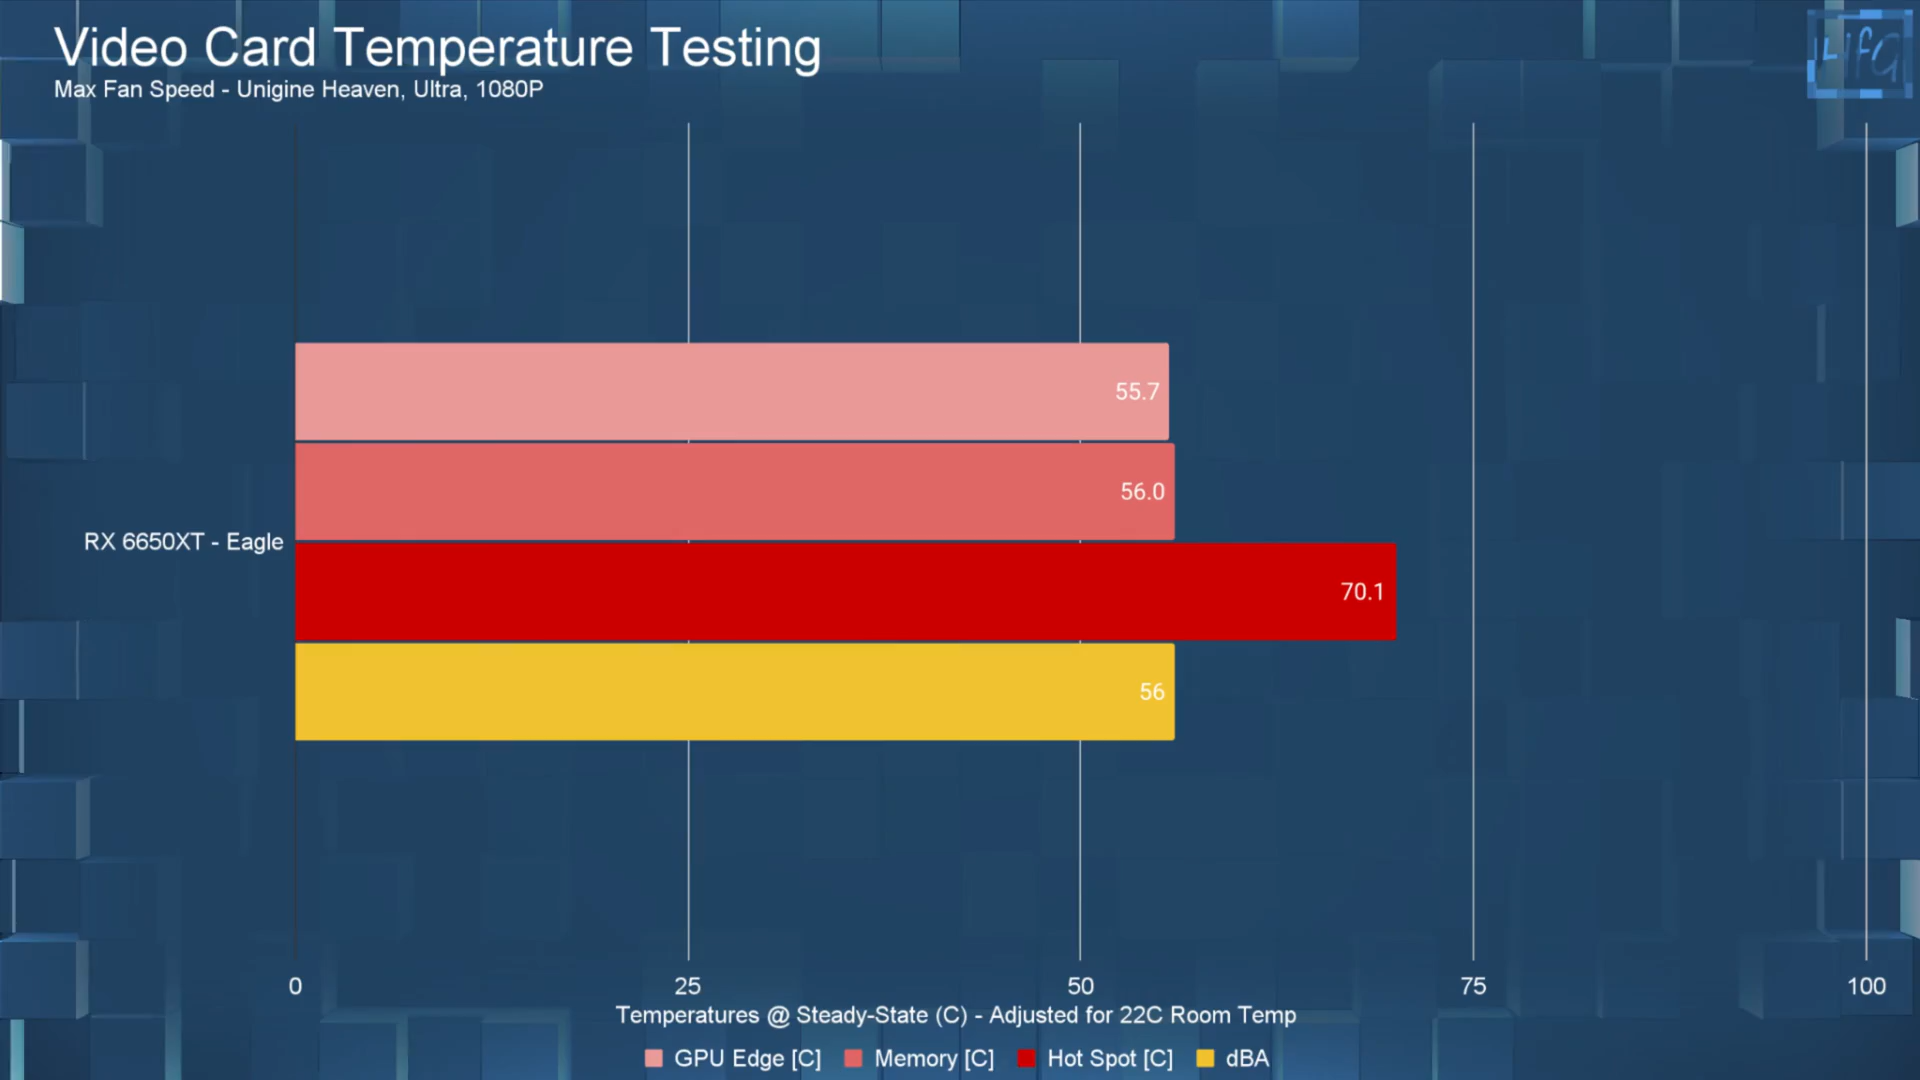 Video Card Temperature Testing
Max Fan Speed - Unigine Heaven, Ultra, 1080P
LifG
55.7
56.0
RX 6650XT - Eagle
70.1
56
0 25 50 75 100
Temperatures @ Steady-State (C) - Adjusted for 22C Room Temp
GPU Edge [C] Memory [C] Hot Spot [C] dBA